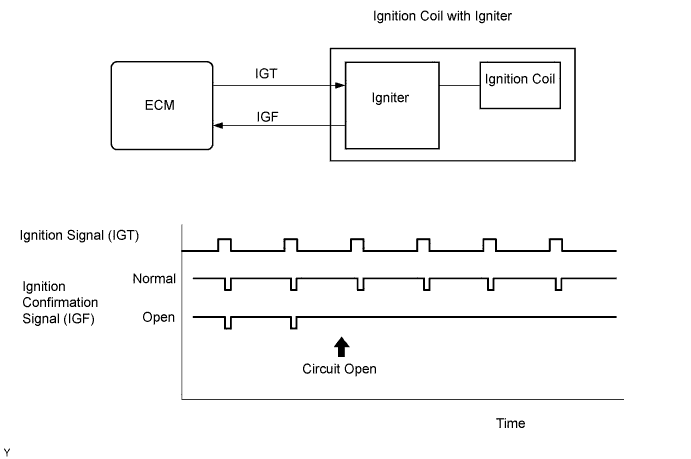 Ignition Coil with Igniter
ECM
IGT
IGF
Igniter
Ignition Coil
Ignition Signal (IGT)
Ignition
Confirmation
Signal (IGF)
Normal
Open
Circuit Open
Time
Y